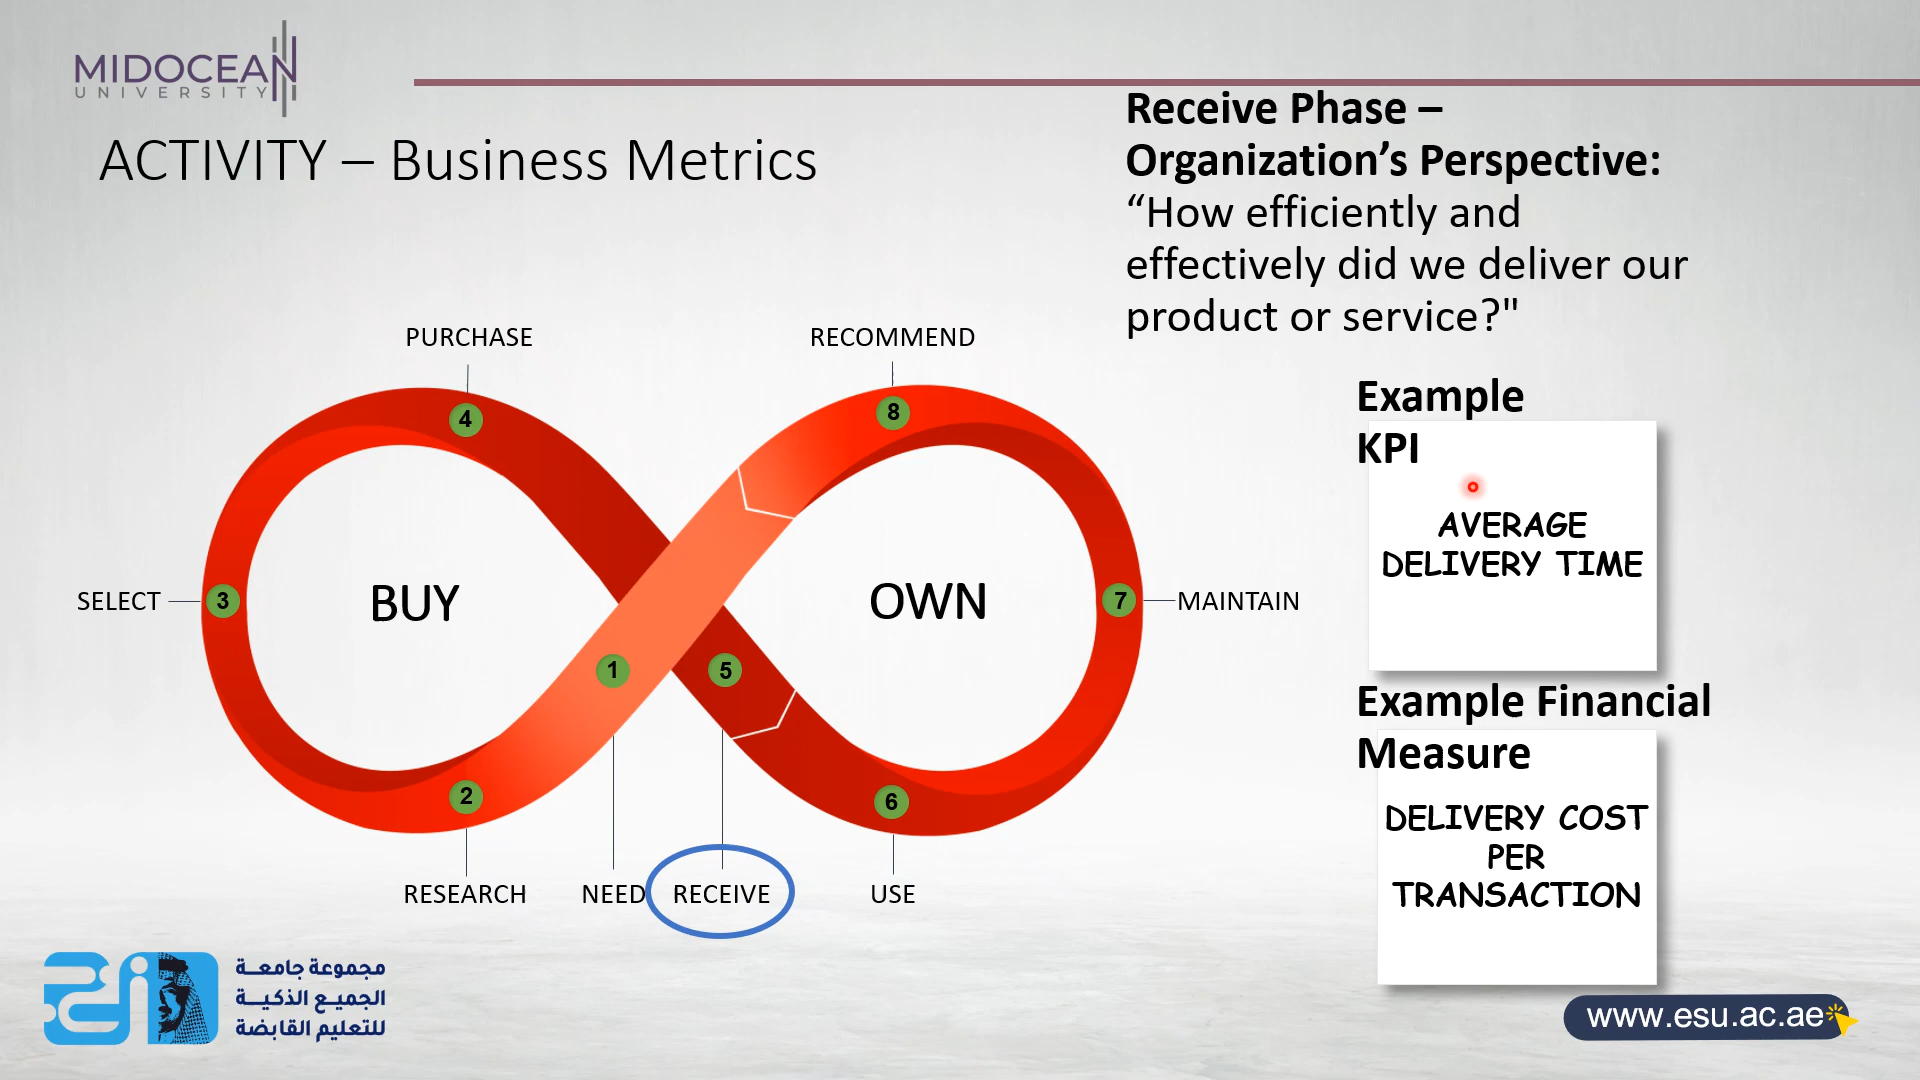 MIDOCEAN
UNIVERSITY
ACTIVITY – Business Metrics
Receive Phase –
Organization’s Perspective:
“How efficiently and
effectively did we deliver our
product or service?"
PURCHASE
RECOMMEND
4
8
SELECT
3
BUY
OWN
7
MAINTAIN
1
5
2
6
RESEARCH
NEED
RECEIVE
USE
Example
KPI
AVERAGE
DELIVERY TIME
Example Financial
Measure
DELIVERY COST
PER
TRANSACTION
مجموعة جامعة
الجميع الذكية
للتعليم القابضة
www.esu.ac.ae